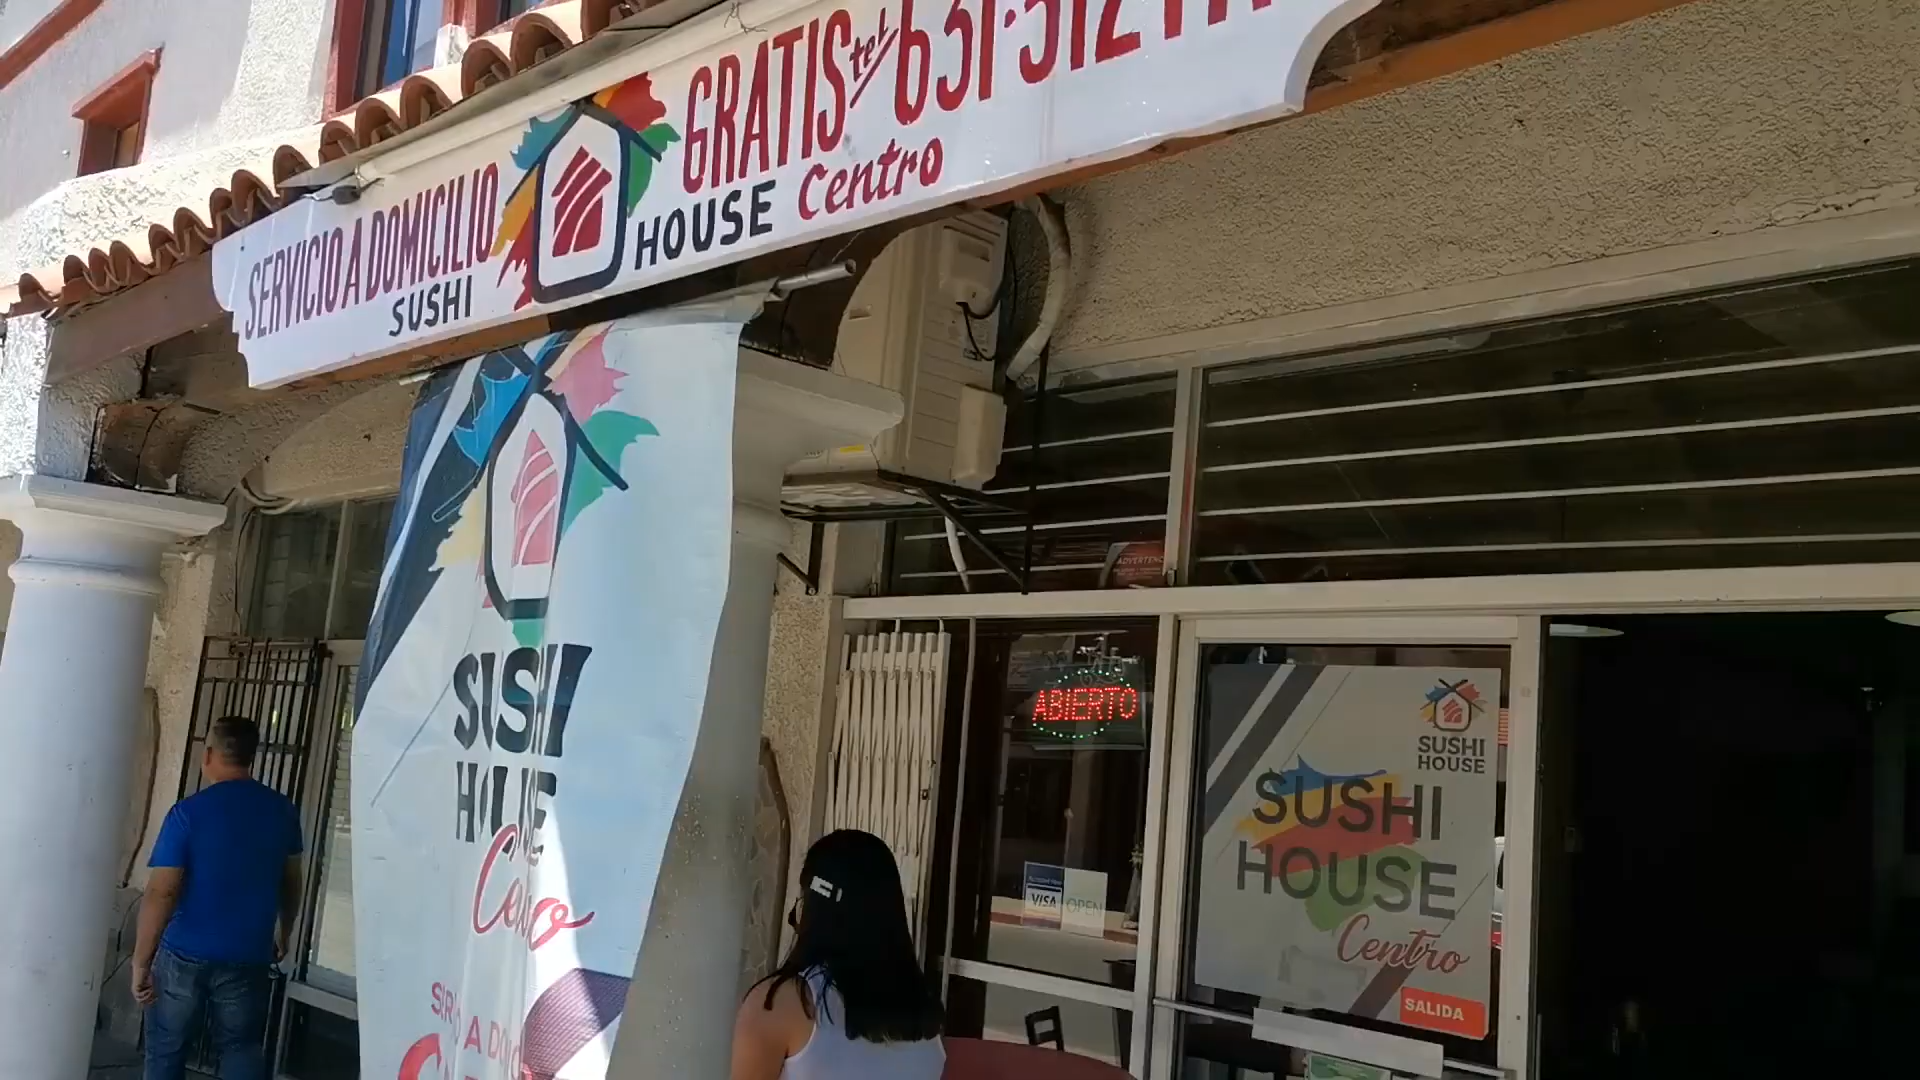 SERVICIO A DOMICILIO GRATIS tel
SUSHI HOUSE Centro
SUSHI
HOUSE
Centro
ABIERTO
VISA
OPEN
SUSHI
HOUSE
SUSHI
HOUSE
Centro
SALIDA